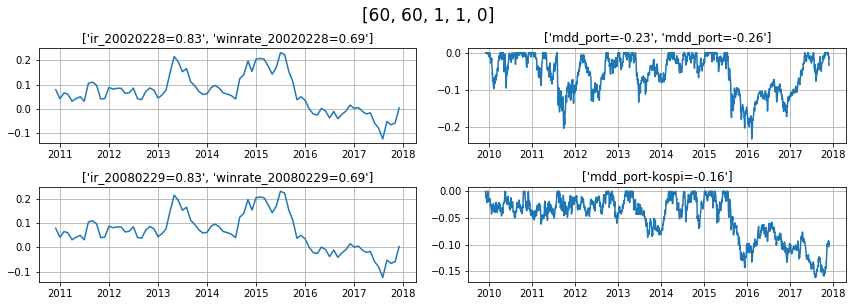 [60, 60, 1, 1, 0]
['ir_20020228=0.83', 'winrate_20020228=0.69']
0.2
0.1
0.0
−0.1
2011 2012 2013 2014 2015 2016 2017 2018
['mdd_port=-0.23', 'mdd_port=-0.26']
0.0
−0.1
−0.2
2010 2011 2012 2013 2014 2015 2016 2017 2018
['ir_20080229=0.83', 'winrate_20080229=0.69']
0.2
0.1
0.0
−0.1
2011 2012 2013 2014 2015 2016 2017 2018
['mdd_port-kospi=-0.16']
0.00
−0.05
−0.10
−0.15
2010 2011 2012 2013 2014 2015 2016 2017 2018